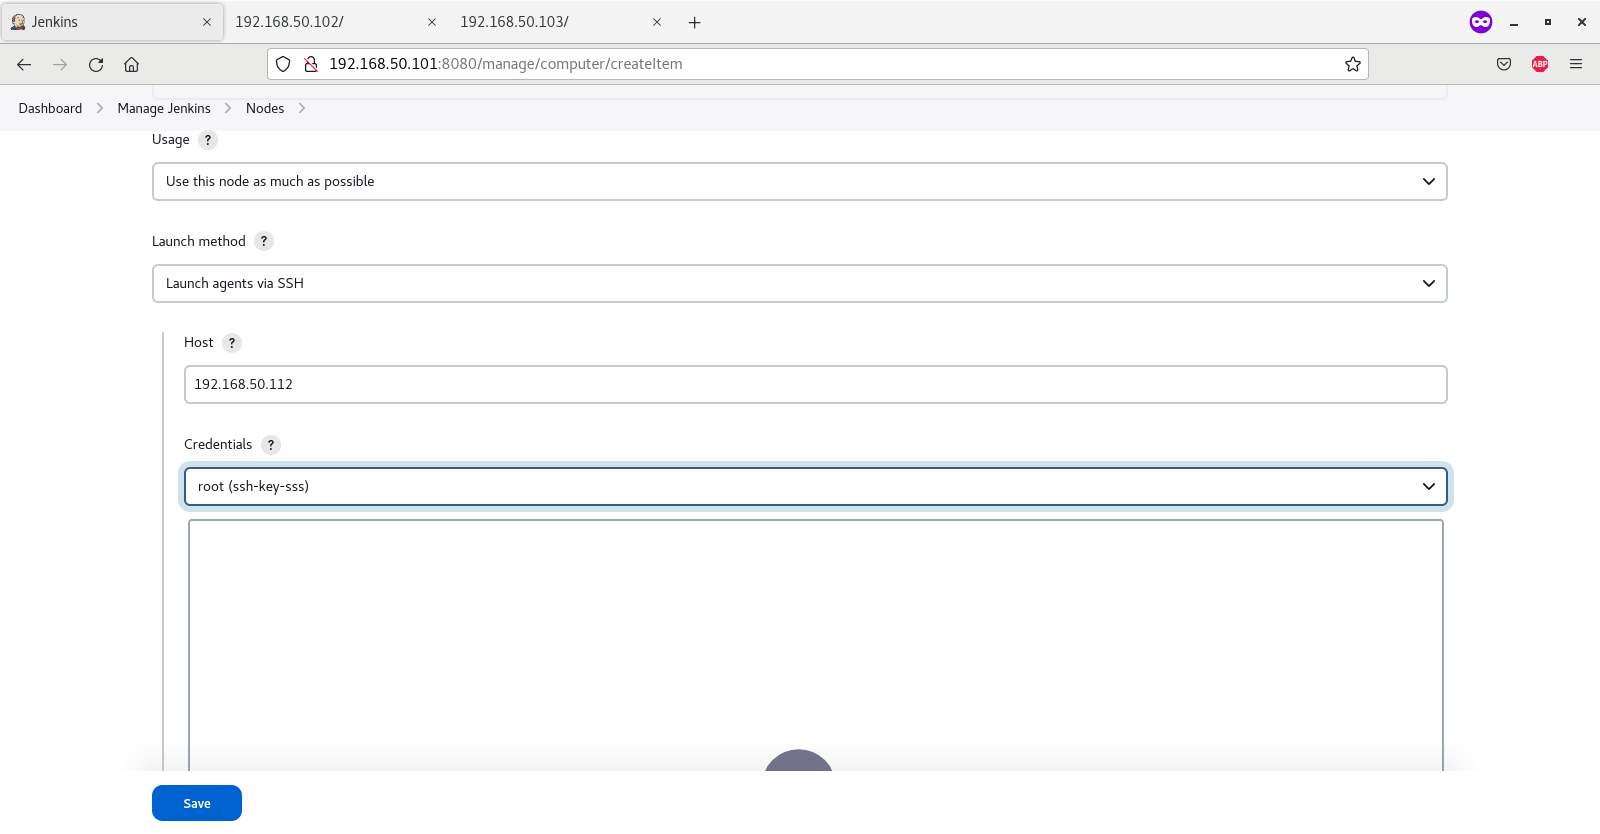 Jenkins
192.168.50.102/
192.168.50.103/
192.168.50.101:8080/manage/computer/createItem
ABP
Dashboard
Manage Jenkins
Nodes
Usage ?
Use this node as much as possible
Launch method ?
Launch agents via SSH
Host ?
192.168.50.112
Credentials ?
root (ssh-key-sss)
Save